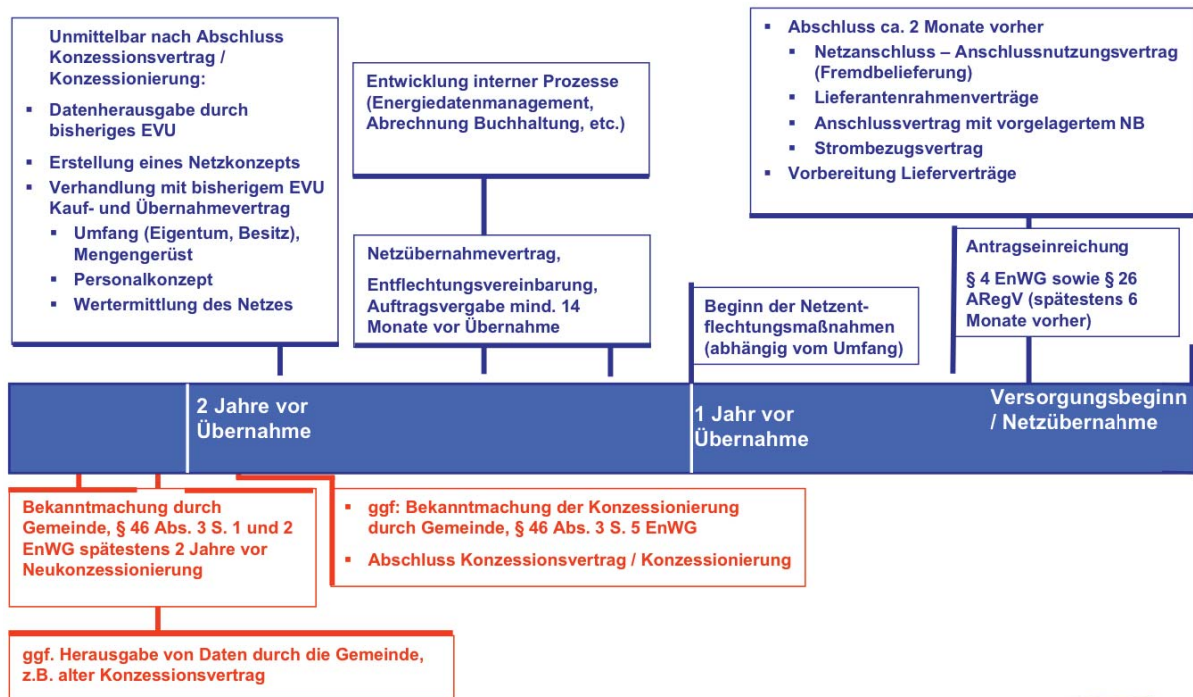 Unmittelbar nach Abschluss
Konzessionsvertrag /
Konzessionierung:
▪ Datenherausgabe durch
bisheriges EVU
▪ Erstellung eines Netzkonzepts
▪ Verhandlung mit bisherigem EVU
Kauf- und Übernahmevertrag
▪ Umfang (Eigentum, Besitz),
Mengengerüst
▪ Personalkonzept
▪ Wertermittlung des Netzes
Entwicklung interner Prozesse
(Energiedatenmanagement,
Abrechnung Buchhaltung, etc.)
Netzübernahmevertrag,
Entflechtungsvereinbarung,
Auftragsvergabe mind. 14
Monate vor Übernahme
▪ Abschluss ca. 2 Monate vorher
▪ Netzanschluss – Anschlussnutzungsvertrag
(Fremdbelieferung)
▪ Lieferantenrahmenverträge
▪ Anschlussvertrag mit vorgelagertem NB
▪ Strombezugsvertrag
▪ Vorbereitung Lieferverträge
Beginn der Netzent-
flechtungsmaßnahmen
(abhängig vom Umfang)
Antragseinreichung
§ 4 EnWG sowie § 26
ARegV (spätestens 6
Monate vorher)
2 Jahre vor
Übernahme
1 Jahr vor
Übernahme
Versorgungsbeginn
/ Netzübernahme
Bekanntmachung durch
Gemeinde, § 46 Abs. 3 S. 1 und 2
EnWG spätestens 2 Jahre vor
Neukonzessionierung
▪ ggf: Bekanntmachung der Konzessionierung
durch Gemeinde, § 46 Abs. 3 S. 5 EnWG
▪ Abschluss Konzessionsvertrag / Konzessionierung
ggf. Herausgabe von Daten durch die Gemeinde,
z.B. alter Konzessionsvertrag